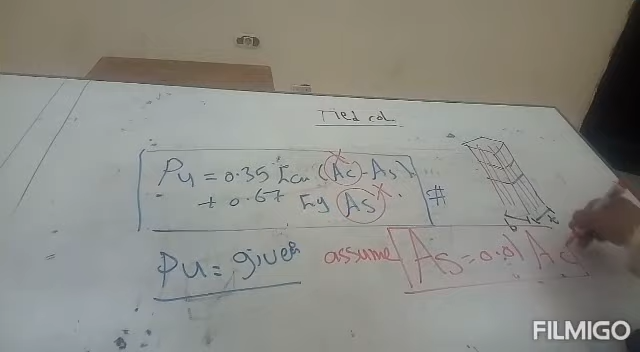 Tied col
Pu = 0.35 Fcu (Ac - As)
+ 0.67 Fy As
#
Pu = given assume As = 0.01 Ac
b
FILMIGO